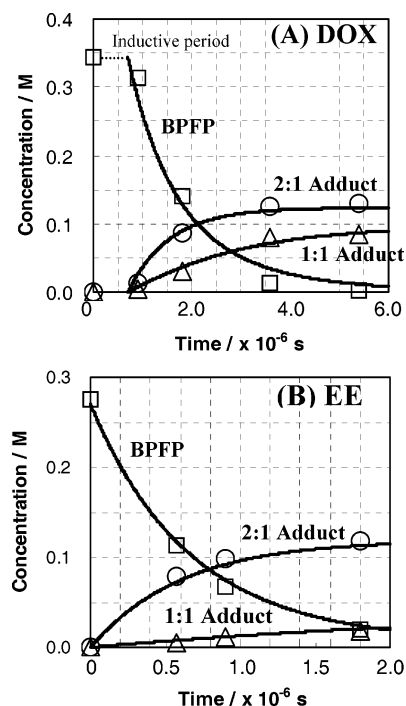 (A) DOX
Inductive period
BPFP
2:1 Adduct
1:1 Adduct
Concentration / M
0.4
0.3
0.2
0.1
0.0
2.0
4.0
6.0
Time / x 10⁻⁶ s
(B) EE
BPFP
2:1 Adduct
1:1 Adduct
Concentration / M
0.3
0.2
0.1
0.0
0
0.5
1.0
1.5
2.0
Time / x 10⁻⁶ s